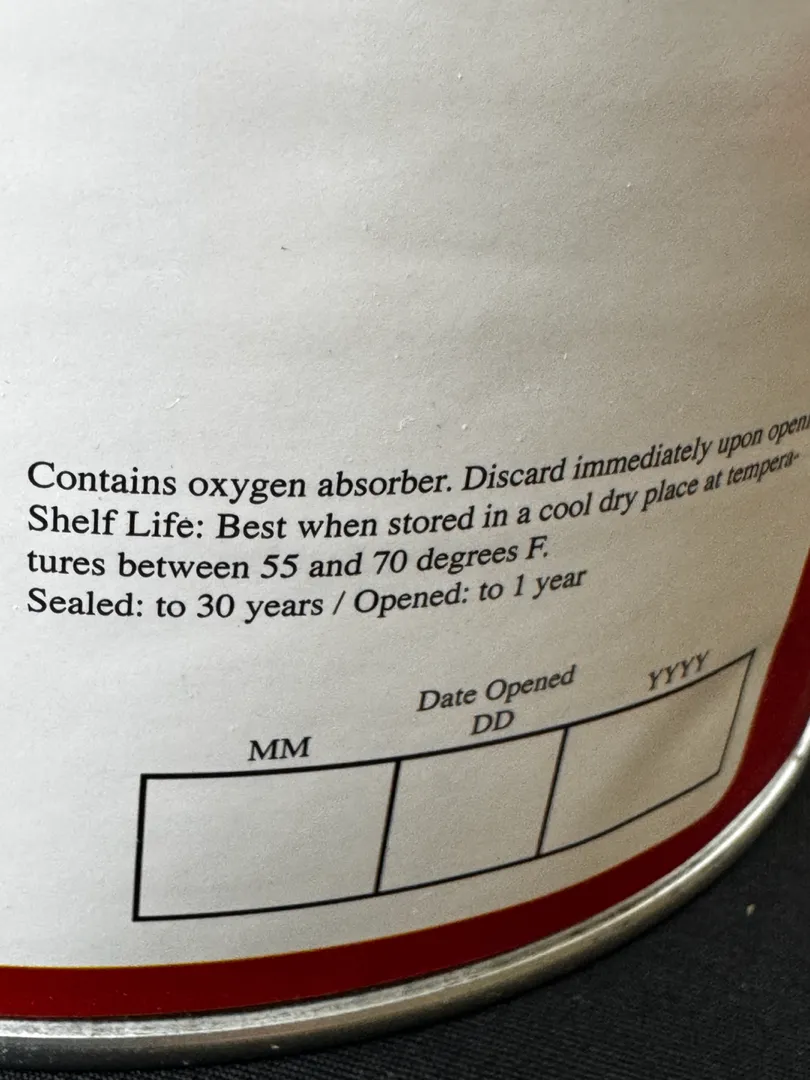 Contains oxygen absorber. Discard immediately upon
Shelf Life: Best when stored in a cool dry place at tempera-
tures between 55 and 70 degrees F.
Sealed: to 30 years / Opened: to 1 year
Date Opened
MM DD YYYY